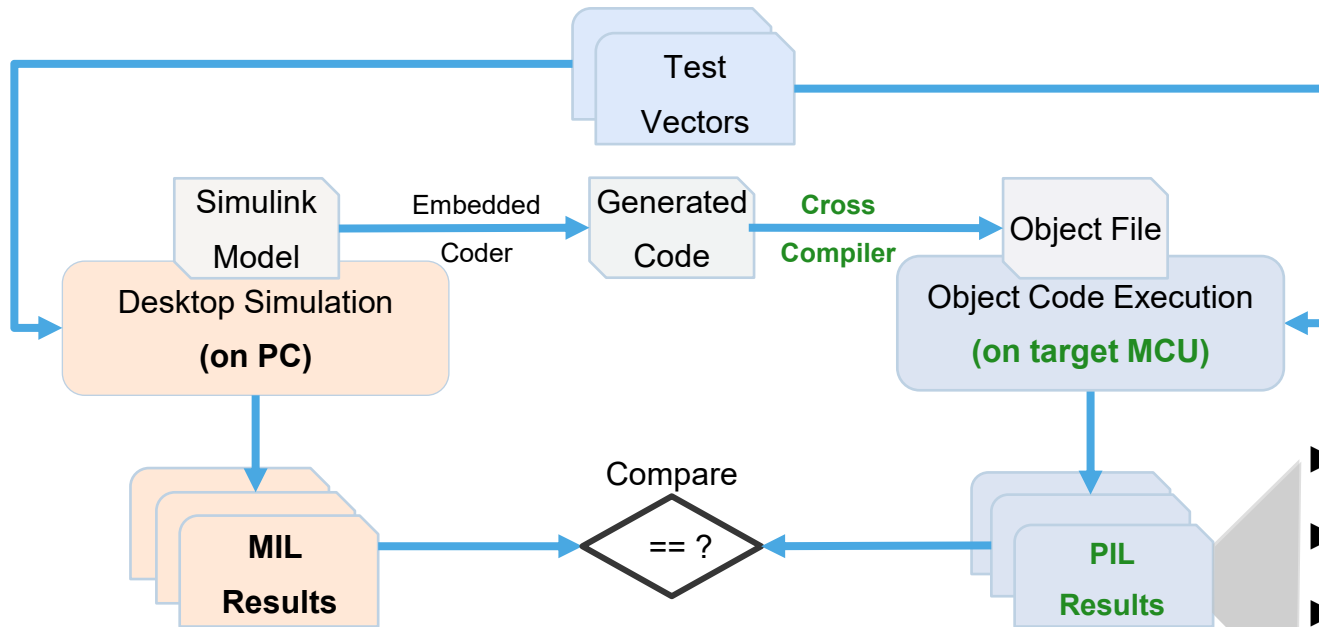 Test
Vectors
Simulink
Model
Embedded
Coder
Generated
Code
Cross
Compiler
Object File
Desktop Simulation
(on PC)
Object Code Execution
(on target MCU)
Compare
== ?
MIL
Results
PIL
Results